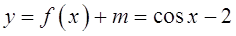 y = f(x) + m = cos x − 2